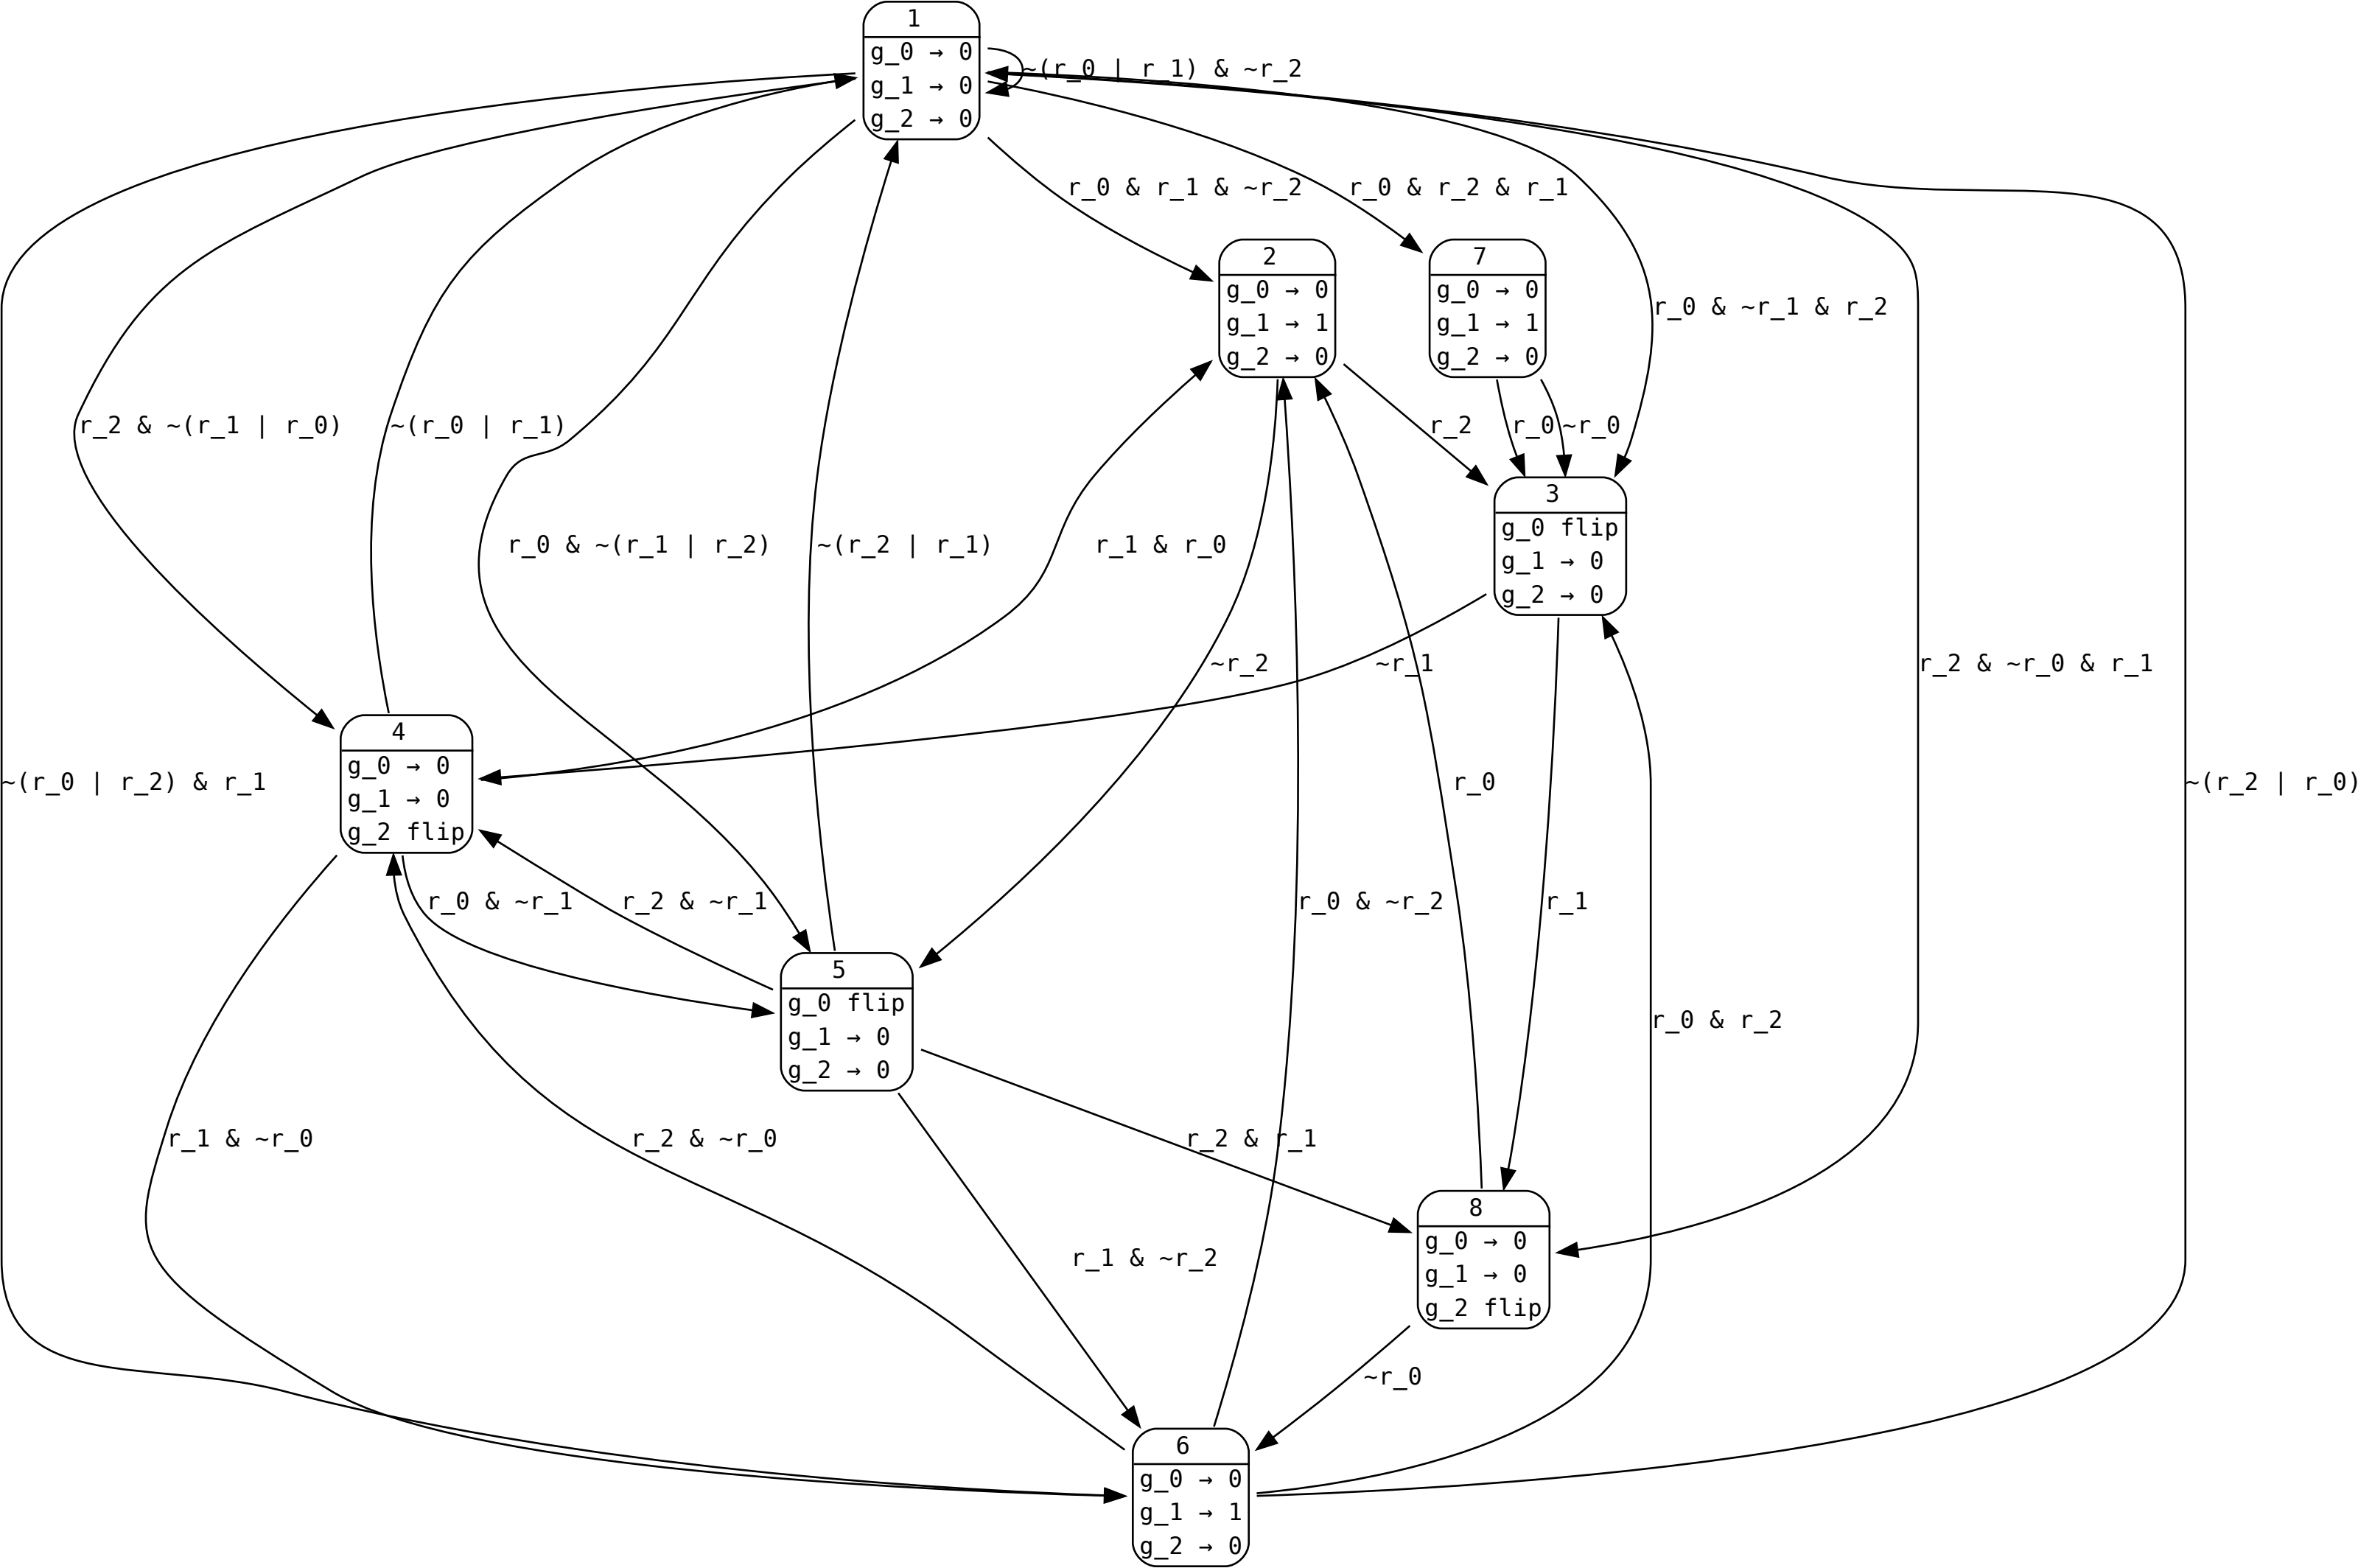 1
g_0 → 0
g_1 → 0
g_2 → 0
~(r_0 | r_1) & ~r_2
r_0 & r_1 & ~r_2
r_0 & r_2 & r_1
2
g_0 → 0
g_1 → 1
g_2 → 0
7
g_0 → 0
g_1 → 1
g_2 → 0
r_0 & ~r_1 & r_2
r_2 & ~(r_1 | r_0)
~(r_0 | r_1)
r_2
r_0
~r_0
3
g_0 flip
g_1 → 0
g_2 → 0
r_0 & ~(r_1 | r_2)
~(r_2 | r_1)
r_1 & r_0
~r_2
~r_1
r_2 & ~r_0 & r_1
4
g_0 → 0
g_1 → 0
g_2 flip
~(r_0 | r_2) & r_1
r_0
~(r_2 | r_0)
r_0 & ~r_1
r_2 & ~r_1
r_0 & ~r_2
r_1
5
g_0 flip
g_1 → 0
g_2 → 0
r_0 & r_2
r_1 & ~r_0
r_2 & ~r_0
r_2 & r_1
8
g_0 → 0
g_1 → 0
g_2 flip
r_1 & ~r_2
~r_0
6
g_0 → 0
g_1 → 1
g_2 → 0